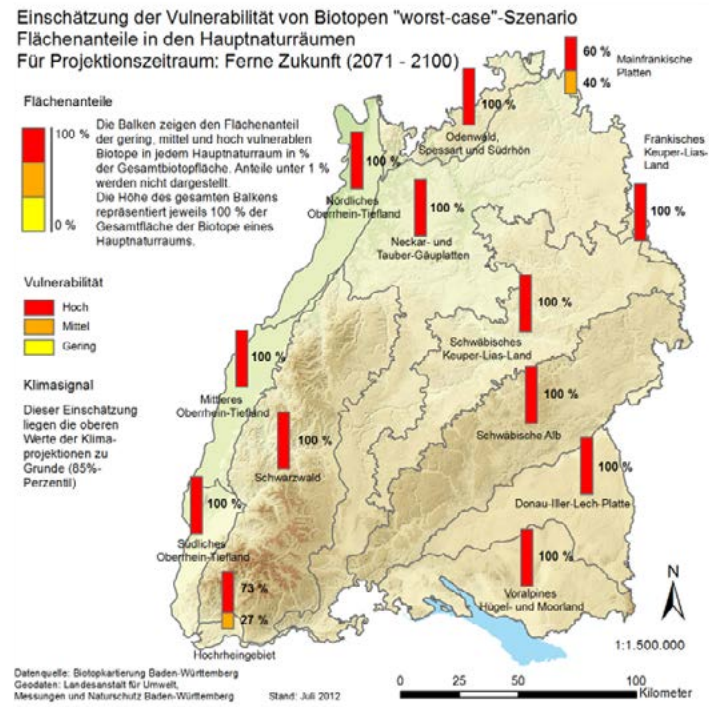 Einschätzung der Vulnerabilität von Biotopen "worst-case"-Szenario
Flächenanteile in den Hauptnaturräumen
Für Projektionszeitraum: Ferne Zukunft (2071 - 2100)
Flächenanteile
100 %
0 %
Die Balken zeigen den Flächenanteil
der gering, mittel und hoch vulnerablen
Biotope in jedem Hauptnaturraum in %
der Gesamtbiotopfläche. Anteile unter 1 %
werden nicht dargestellt.
Die Höhe des gesamten Balkens
repräsentiert jeweils 100 % der
Gesamtfläche der Biotope eines
Hauptnaturraums.
Vulnerabilität
Hoch
Mittel
Gering
Klimasignal
Dieser Einschätzung
liegen die oberen
Werte der Klima-
projektionen zu
Grunde (85%-
Perzentil)
60 %
40 %
Mainfränkische
Platten
100 %
Odenwald,
Spessart und Südrhön
Fränkisches
Keuper-Lias-
Land
100 %
100 %
Nördliches
Oberrhein-Tiefland
100 %
Neckar- und
Tauber-Gäuplatten
100 %
Schwäbisches
Keuper-Lias-Land
100 %
Mittleres
Oberrhein-Tiefland
100 %
Schwäbische Alb
100 %
Schwarzwald
100 %
Donau-Iller-Lech-Platte
100 %
Südliches
Oberrhein-Tiefland
100 %
Voralpines
Hügel- und Moorland
73 %
27 %
Hochrheingebiet
N
1:1.500.000
0 25 50 100
Kilometer
Datenquelle: Biotopkartierung Baden-Württemberg
Geodaten: Landesanstalt für Umwelt,
Messungen und Naturschutz Baden-Württemberg Stand: Juli 2012